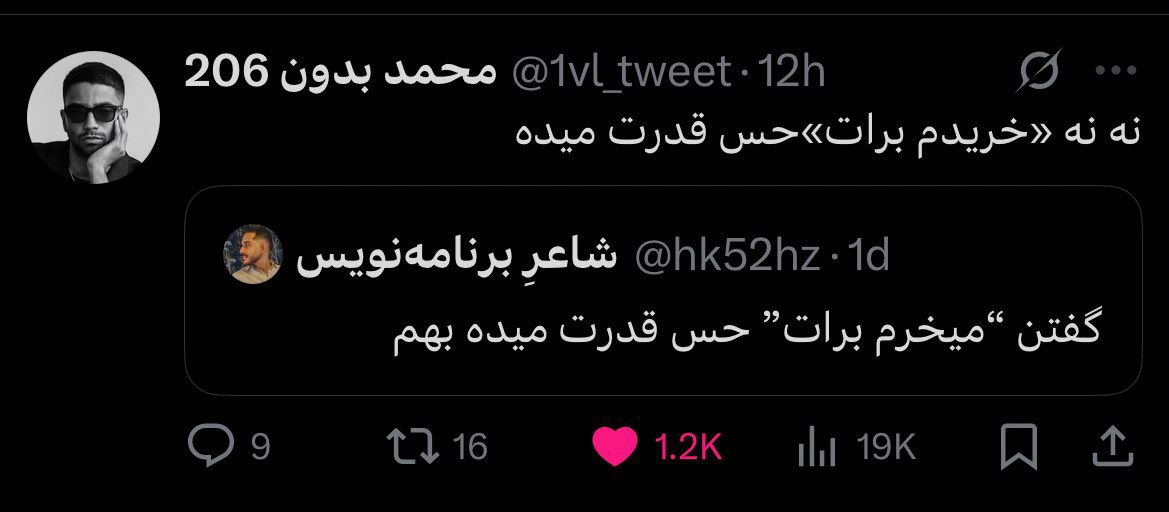 محمد بدون 206 @1vl_tweet · 12h
نه نه «خریدم برات»حس قدرت میده
شاعرِ برنامه‌نویس @hk52hz · 1d
گفتن “میخرم برات” حس قدرت میده بهم
9 16 1.2K 19K